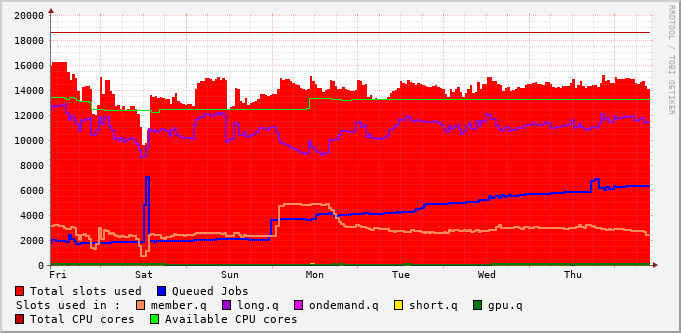 RRDTOOL / TOBI OETIKER
20000
18000
16000
14000
12000
10000
8000
6000
4000
2000
0
Fri Sat Sun Mon Tue Wed Thu
Total slots used Queued Jobs
Slots used in : member.q long.q ondemand.q short.q gpu.q
Total CPU cores Available CPU cores